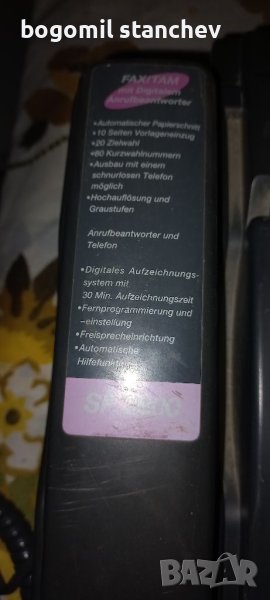 bogomil stanchev
FAX/TAM
mit Digitalem
Anrufbeantworter
•Automatischer Papierschnitt
•10 Seiten Vorlageneinzug
•20 Zielwahl
•80 Kurzwahlnummern
•Ausbau mit einem
schnurlosen Telefon
möglich
•Hochauflösung und
Graustufen
Anrufbeantworter und
Telefon
•Digitales Aufzeichnungs-
system mit
30 Min. Aufzeichnungszeit
•Fernprogrammierung und
–einstellung
•Freisprecheinrichtung
•Automatische
Hilfefunktion
BAZAR